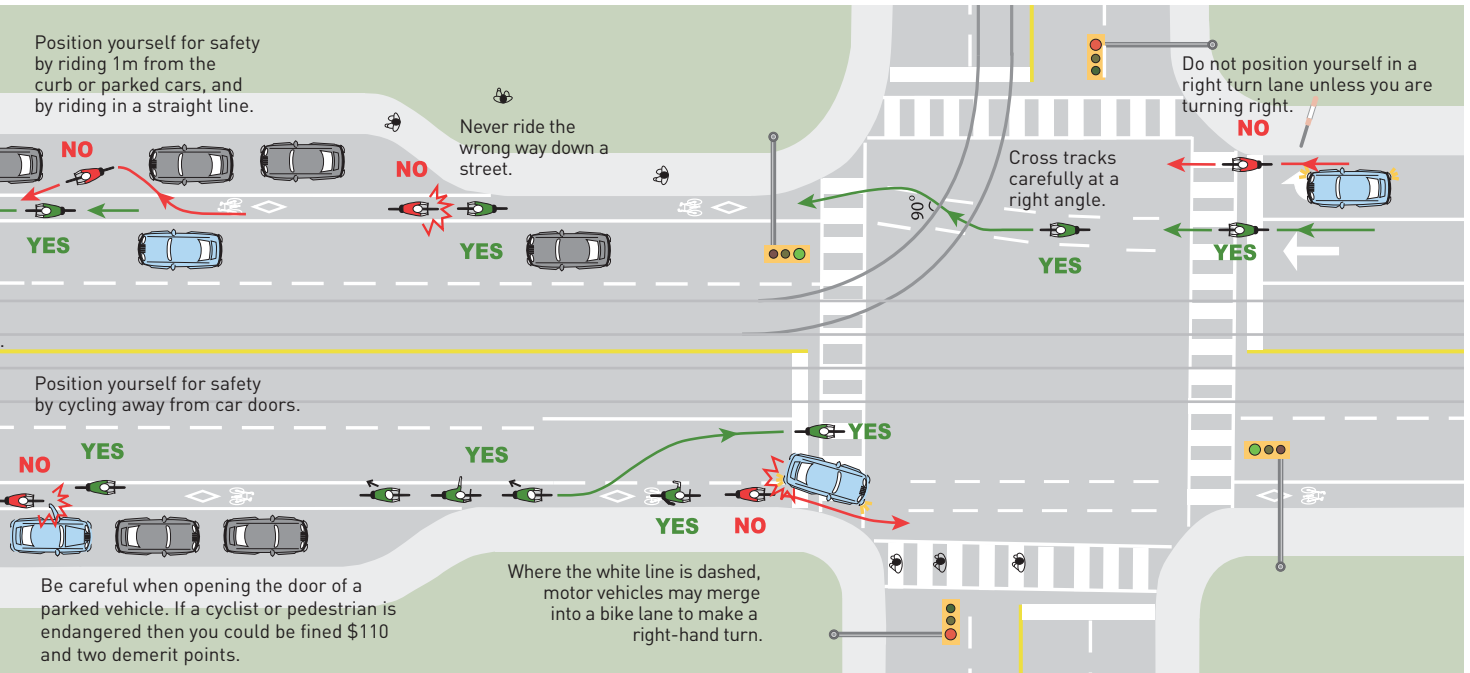 Position yourself for safety
by riding 1m from the
curb or parked cars, and
by riding in a straight line.
NO
YES
NO
Never ride the
wrong way down a
street.
YES
90°
Cross tracks
carefully at a
right angle.
YES
Do not position yourself in a
right turn lane unless you are
turning right.
NO
YES
.
Position yourself for safety
by cycling away from car doors.
NO
YES
YES
YES
YES
NO
Be careful when opening the door of a
parked vehicle. If a cyclist or pedestrian is
endangered then you could be fined $110
and two demerit points.
Where the white line is dashed,
motor vehicles may merge
into a bike lane to make a
right-hand turn.